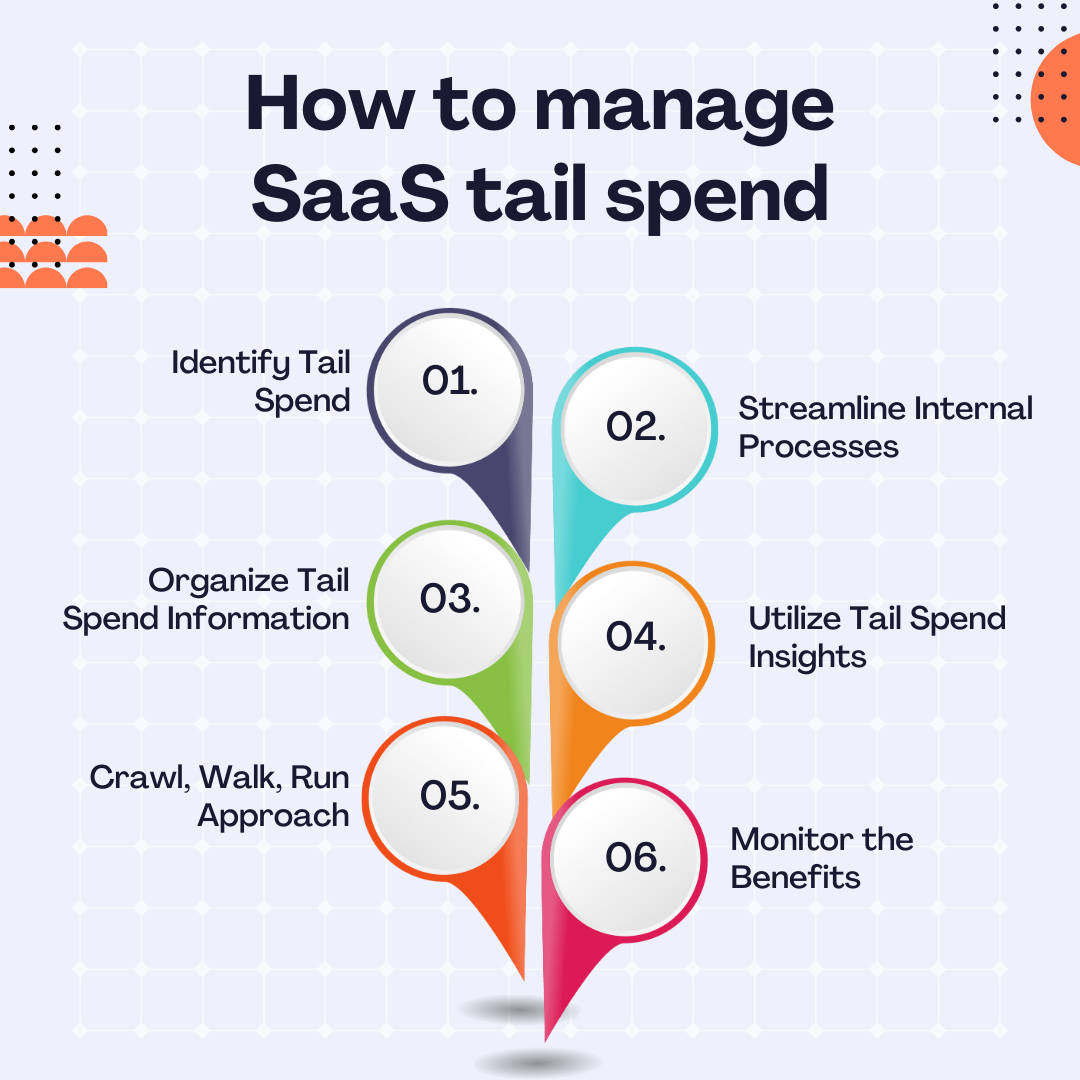 How to manage
SaaS tail spend
01.
Identify Tail
Spend
02.
Streamline Internal
Processes
03.
Organize Tail
Spend Information
04.
Utilize Tail Spend
Insights
05.
Crawl, Walk, Run
Approach
06.
Monitor the
Benefits